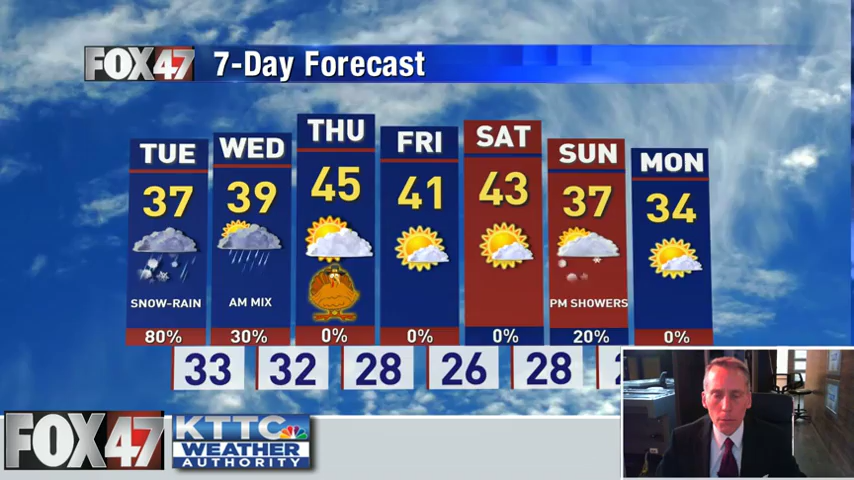 FOX47 7-Day Forecast
TUE WED THU FRI SAT SUN MON
37 39 45 41 43 37 34
SNOW-RAIN AM MIX PM SHOWERS
80% 30% 0% 0% 0% 20% 0%
33 32 28 26 28
FOX47 KTTC
WEATHER
AUTHORITY